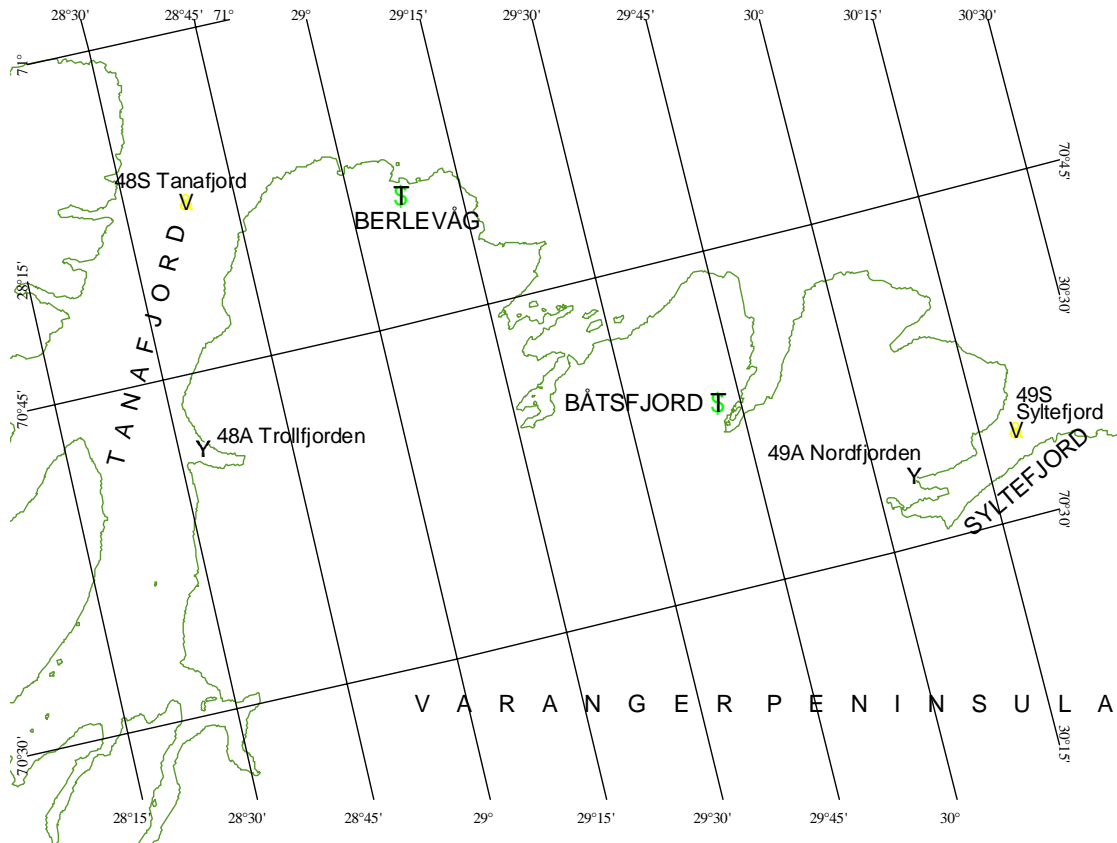 28°30'
28°45'
71°
29°
29°15'
29°30'
29°45'
30°
30°15'
30°30'
71°
70°45'
48S Tanafjord
V
S
T
BERLEVÅG
28°15'
30°30'
TANAFJORD
70°45'
BÅTSFJORD
S
T
49S
Syltefjord
V
48A Trollfjorden
Y
49A Nordfjorden
Y
SYLTEFJORD
70°30'
VARANGERPENINSULA
70°30'
30°15'
28°15'
28°30'
28°45'
29°
29°15'
29°30'
29°45'
30°